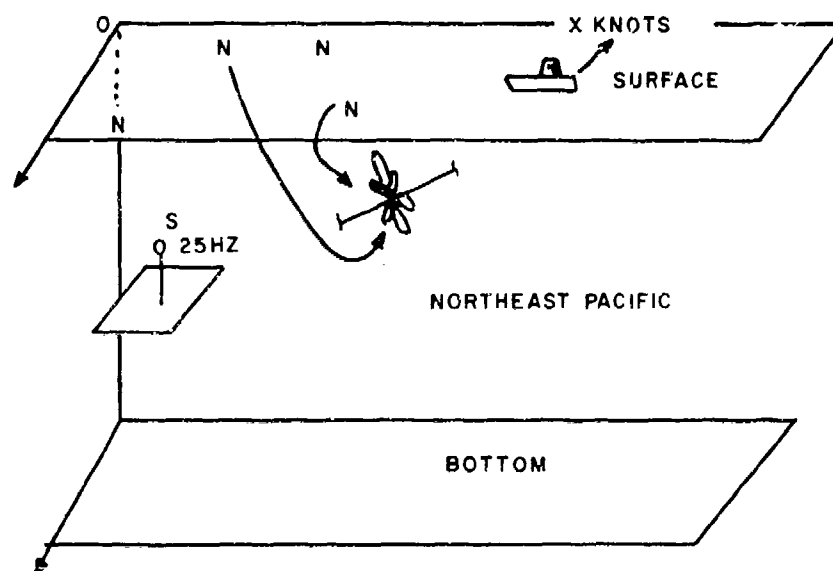 O
X KNOTS
N N
SURFACE
N
N
S
25HZ
NORTHEAST PACIFIC
BOTTOM